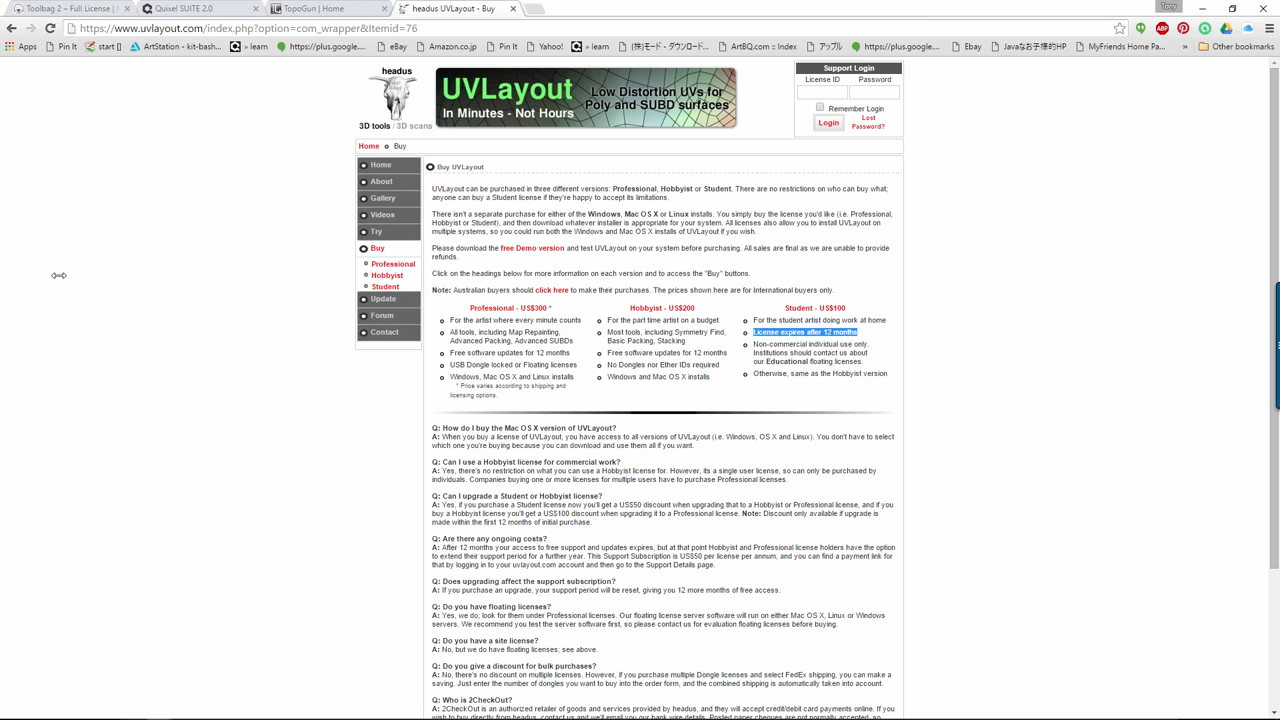 Toolbag 2 – Full License |
Quixel SUITE 2.0
TopoGun | Home
headus UVLayout - Buy
Tony
https://www.uvlayout.com/index.php?option=com_wrapper&Itemid=76
Apps
Pin It
start []
ArtStation - kit-bash...
https://plus.google....
eBay
Amazon.co.jp
Yahoo!
« learn
(株)モード・ダウンロード...
ArtBQ.co :: Index
アップル
https://plus.google....
Ebay
Javaなお子様的HP
MyFriends Home Pa...
»
Other bookmarks
headus
3D tools / 3D scans
UVLayout
In Minutes - Not Hours
Low Distortion UVs for
Poly and SUBD surfaces
Support Login
License ID Password
Remember Login
Login
Lost
Password?
Home Buy
Home
About
Gallery
Videos
Try
Buy
Professional
Hobbyist
Student
Update
Forum
Contact
Buy UVLayout
UVLayout can be purchased in three different versions: Professional, Hobbyist or Student. There are no restrictions on who can buy what;
anyone can buy a Student license if they're happy to accept its limitations.
There isn't a separate purchase for either of the Windows, Mac OS X or Linux installs. You simply buy the license you'd like (i.e. Professional,
Hobbyist or Student), and then download whatever installer is appropriate for your system. All licenses also allow you to install UVLayout on
multiple systems, so you could run both the Windows and Mac OS X installs of UVLayout if you wish.
Please download the free Demo version and test UVLayout on your system before purchasing. All sales are final as we are unable to provide
refunds.
Click on the headings below for more information on each version and to access the "Buy" buttons.
Note: Australian buyers should click here to make their purchases. The prices shown here are for International buyers only.
Professional - US$300 *
For the artist where every minute counts
All tools, including Map Repainting,
Advanced Packing, Advanced SUBDs
Free software updates for 12 months
USB Dongle locked or Floating licenses
Windows, Mac OS X and Linux installs
* Price varies according to shipping and
licensing options.
Hobbyist - US$200
For the part time artist on a budget
Most tools, including Symmetry Find,
Basic Packing, Stacking
Free software updates for 12 months
No Dongles nor Ether IDs required
Windows and Mac OS X installs
Student - US$100
For the student artist doing work at home
License expires after 12 months
Non-commercial individual use only.
Institutions should contact us about
our Educational floating licenses.
Otherwise, same as the Hobbyist version
Q: How do I buy the Mac OS X version of UVLayout?
A: When you buy a license of UVLayout, you have access to all versions of UVLayout (i.e. Windows, OS X and Linux). You don't have to select
which one you're buying because you can download and use them all if you want.
Q: Can I use a Hobbyist license for commercial work?
A: Yes, there's no restriction on what you can use a Hobbyist license for. However, its a single user license, so can only be purchased by
individuals. Companies buying one or more licenses for multiple users have to purchase Professional licenses.
Q: Can I upgrade a Student or Hobbyist license?
A: Yes, if you purchase a Student license now you'll get a US$50 discount when upgrading that to a Hobbyist or Professional license, and if you
buy a Hobbyist license you'll get a US$100 discount when upgrading it to a Professional license. Note: Discount only available if upgrade is
made within the first 12 months of initial purchase.
Q: Are there any ongoing costs?
A: After 12 months your access to free support and updates expires, but at that point Hobbyist and Professional license holders have the option
to extend their support period for a further year. This Support Subscription is US$50 per license per annum, and you can find a payment link for
that by logging in to your uvlayout.com account and then go to the Support Details page.
Q: Does upgrading affect the support subscription?
A: If you purchase an upgrade, your support period will be reset, giving you 12 more months of free access.
Q: Do you have floating licenses?
A: Yes, we do; look for them under Professional licenses. Our floating license server software will run on either Mac OS X, Linux or Windows
servers. We recommend you test the server software first, so please contact us for evaluation floating licenses before buying.
Q: Do you have a site license?
A: No, but we do have floating licenses; see above.
Q: Do you give a discount for bulk purchases?
A: No, there's no discount on multiple licenses. However, if you purchase multiple Dongle licenses and select FedEx shipping, you can make a
saving. Just enter the number of dongles you want to buy into the order form, and the combined shipping is automatically taken into account.
Q: Who is 2CheckOut?
A: 2CheckOut is an authorized retailer of goods and services provided by headus, and they will accept credit/debit card payments online. If you
wish to buy directly from headus, contact us and we'll email you our bank wire details. Posted paper cheques are not normally accepted, so